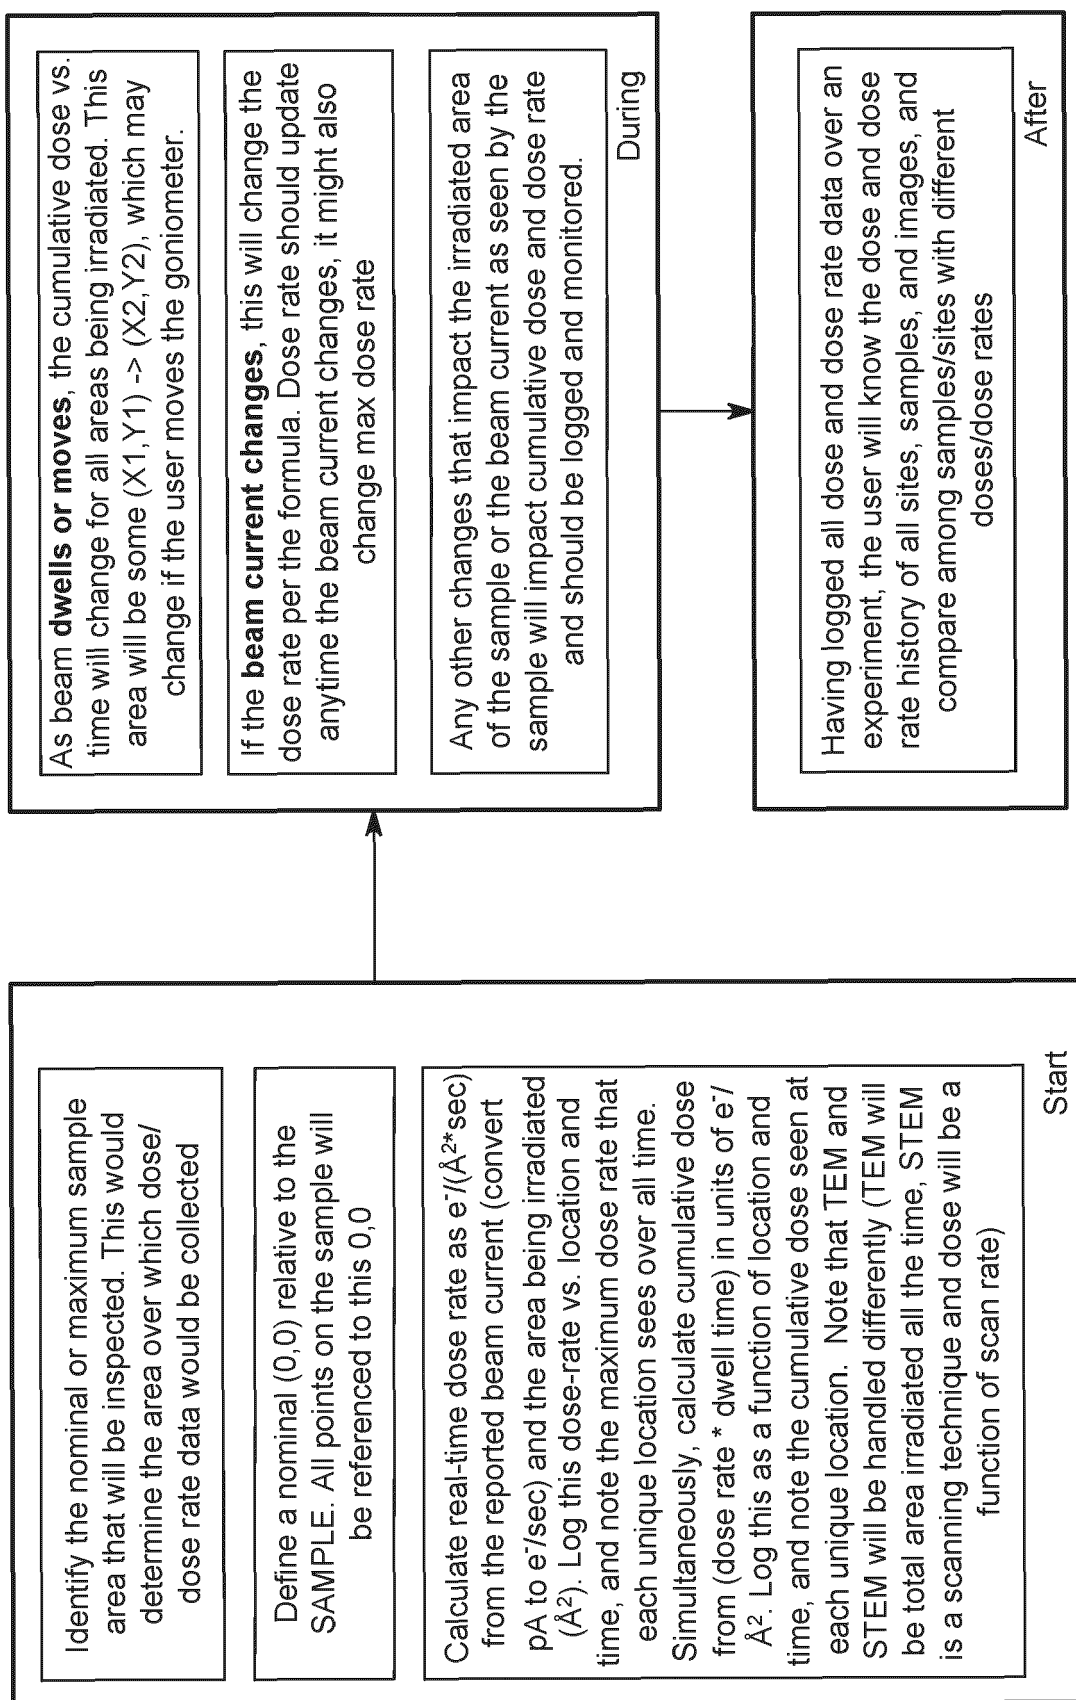 Identify the nominal or maximum sample
area that will be inspected. This would
determine the area over which dose/
dose rate data would be collected
Define a nominal (0,0) relative to the
SAMPLE. All points on the sample will
be referenced to this 0,0
Calculate real-time dose rate as e⁻/(Å²*sec)
from the reported beam current (convert
pA to e⁻/sec) and the area being irradiated
(Å²). Log this dose-rate vs. location and
time, and note the maximum dose rate that
each unique location sees over all time.
Simultaneously, calculate cumulative dose
from (dose rate * dwell time) in units of e⁻/
Å². Log this as a function of location and
time, and note the cumulative dose seen at
each unique location. Note that TEM and
STEM will be handled differently (TEM will
be total area irradiated all the time, STEM
is a scanning technique and dose will be a
function of scan rate)
Start
As beam dwells or moves, the cumulative dose vs.
time will change for all areas being irradiated. This
area will be some (X1,Y1) -> (X2,Y2), which may
change if the user moves the goniometer.
If the beam current changes, this will change the
dose rate per the formula. Dose rate should update
anytime the beam current changes, it might also
change max dose rate
Any other changes that impact the irradiated area
of the sample or the beam current as seen by the
sample will impact cumulative dose and dose rate
and should be logged and monitored.
During
Having logged all dose and dose rate data over an
experiment, the user will know the dose and dose
rate history of all sites, samples, and images, and
compare among samples/sites with different
doses/dose rates
After